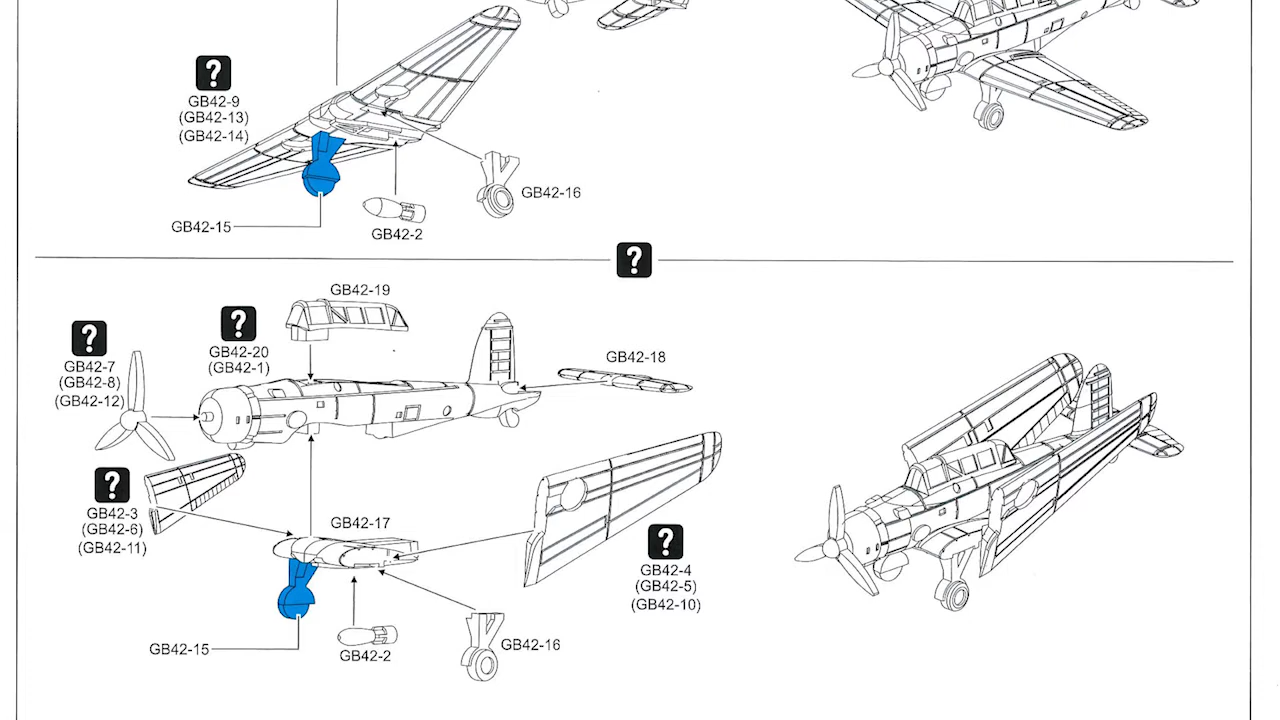 ?
GB42-9
(GB42-13)
(GB42-14)
GB42-16
GB42-15
GB42-2
?
GB42-19
?
GB42-20
(GB42-1)
?
GB42-7
(GB42-8)
(GB42-12)
GB42-18
?
GB42-3
(GB42-6)
(GB42-11)
GB42-17
?
GB42-4
(GB42-5)
(GB42-10)
GB42-15
GB42-2
GB42-16